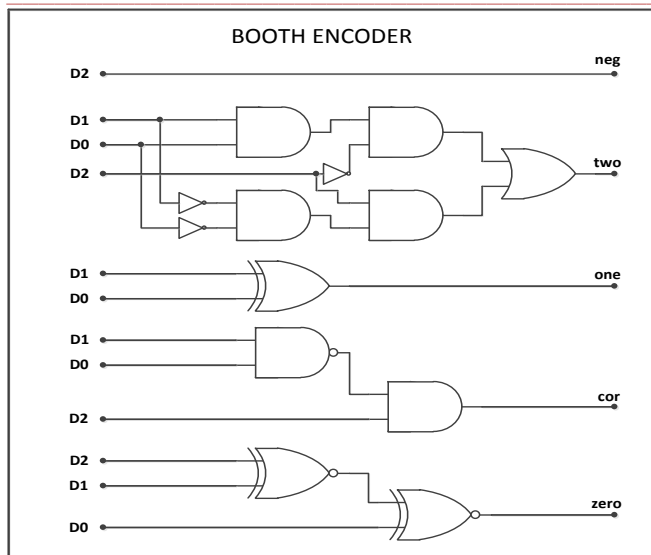 BOOTH ENCODER
D2
neg
D1
D0
D2
two
D1
D0
one
D1
D0
D2
cor
D2
D1
D0
zero